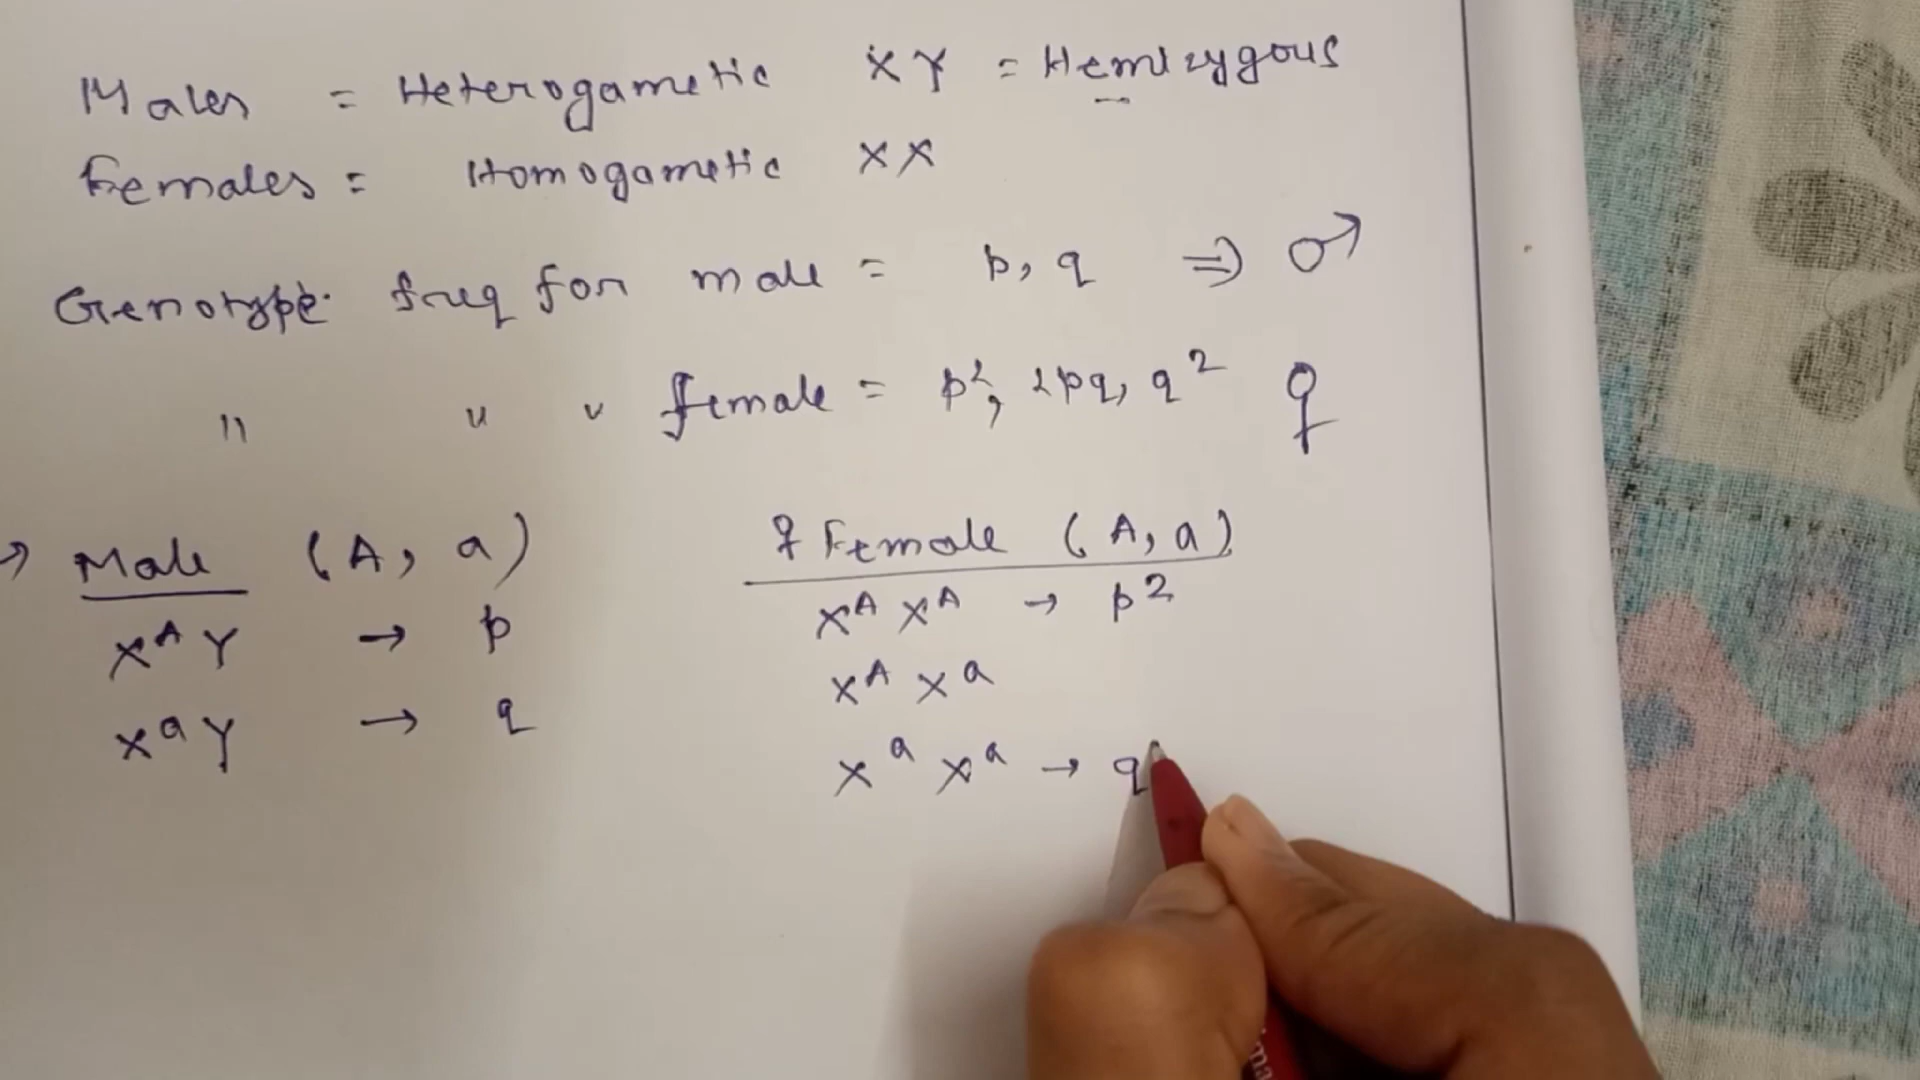 Males = Heterogametic XY = Hemizygous
Females = Homogametic XX
Genotype freq for male = p, q ⇒ ♂
" " " female = p², 2pq, q² ♀
→ Male (A, a)
X^A Y → p
X^a Y → q
♀ Female (A, a)
X^A X^A → p²
X^A X^a
X^a X^a → q